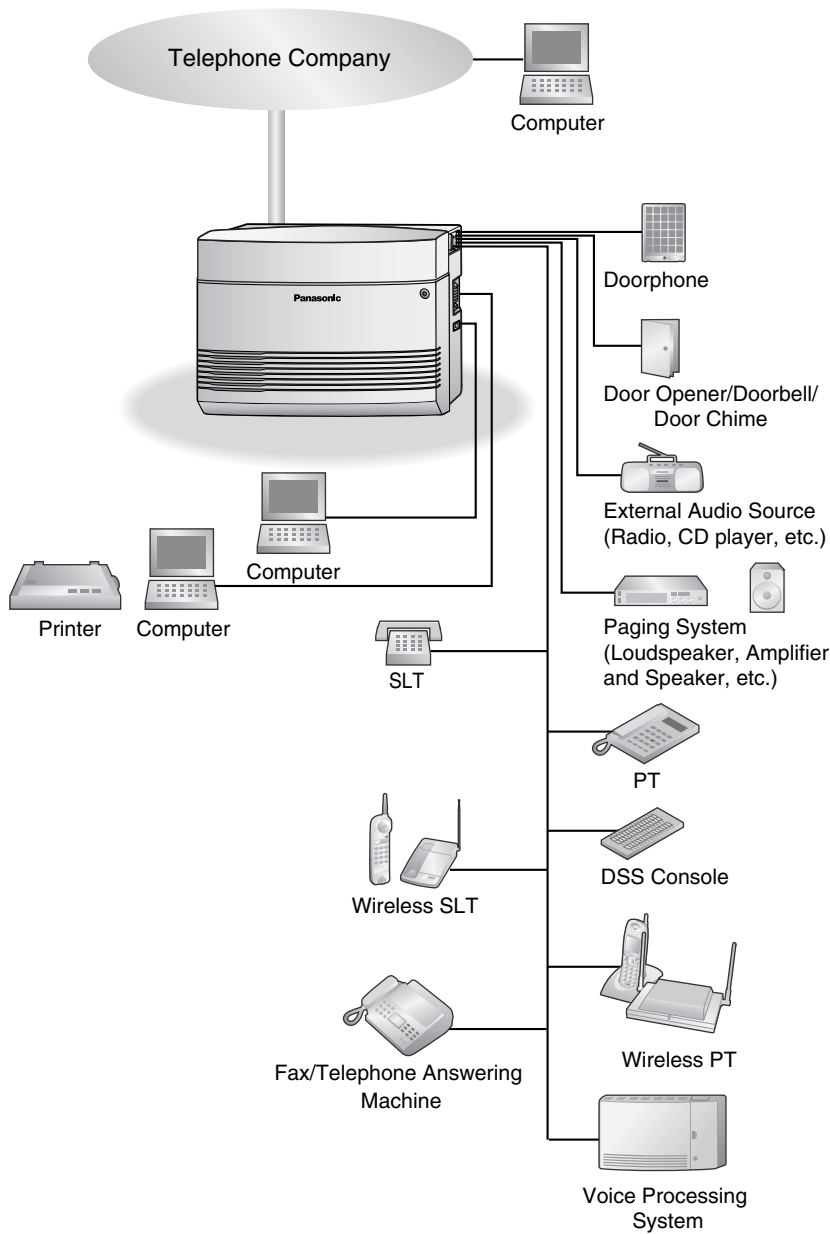 Telephone Company
Computer
Panasonic
Doorphone
Door Opener/Doorbell/
Door Chime
External Audio Source
(Radio, CD player, etc.)
Computer
Printer
Computer
Paging System
(Loudspeaker, Amplifier
and Speaker, etc.)
SLT
PT
DSS Console
Wireless SLT
Wireless PT
Fax/Telephone Answering
Machine
Voice Processing
System